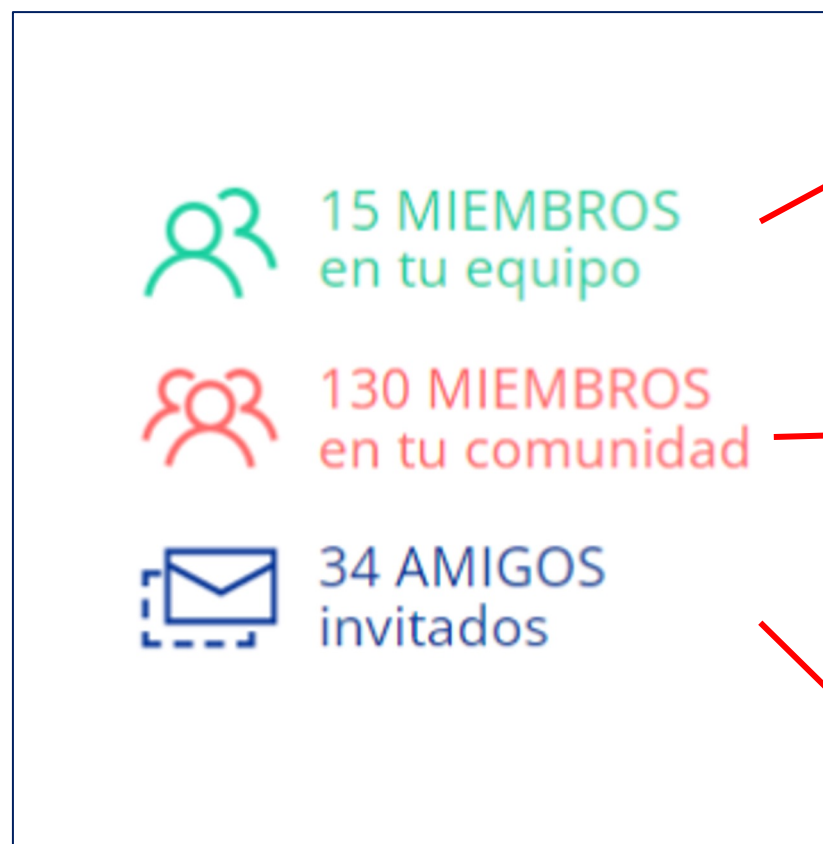 15 MIEMBROS
en tu equipo
130 MIEMBROS
en tu comunidad
34 AMIGOS
invitados